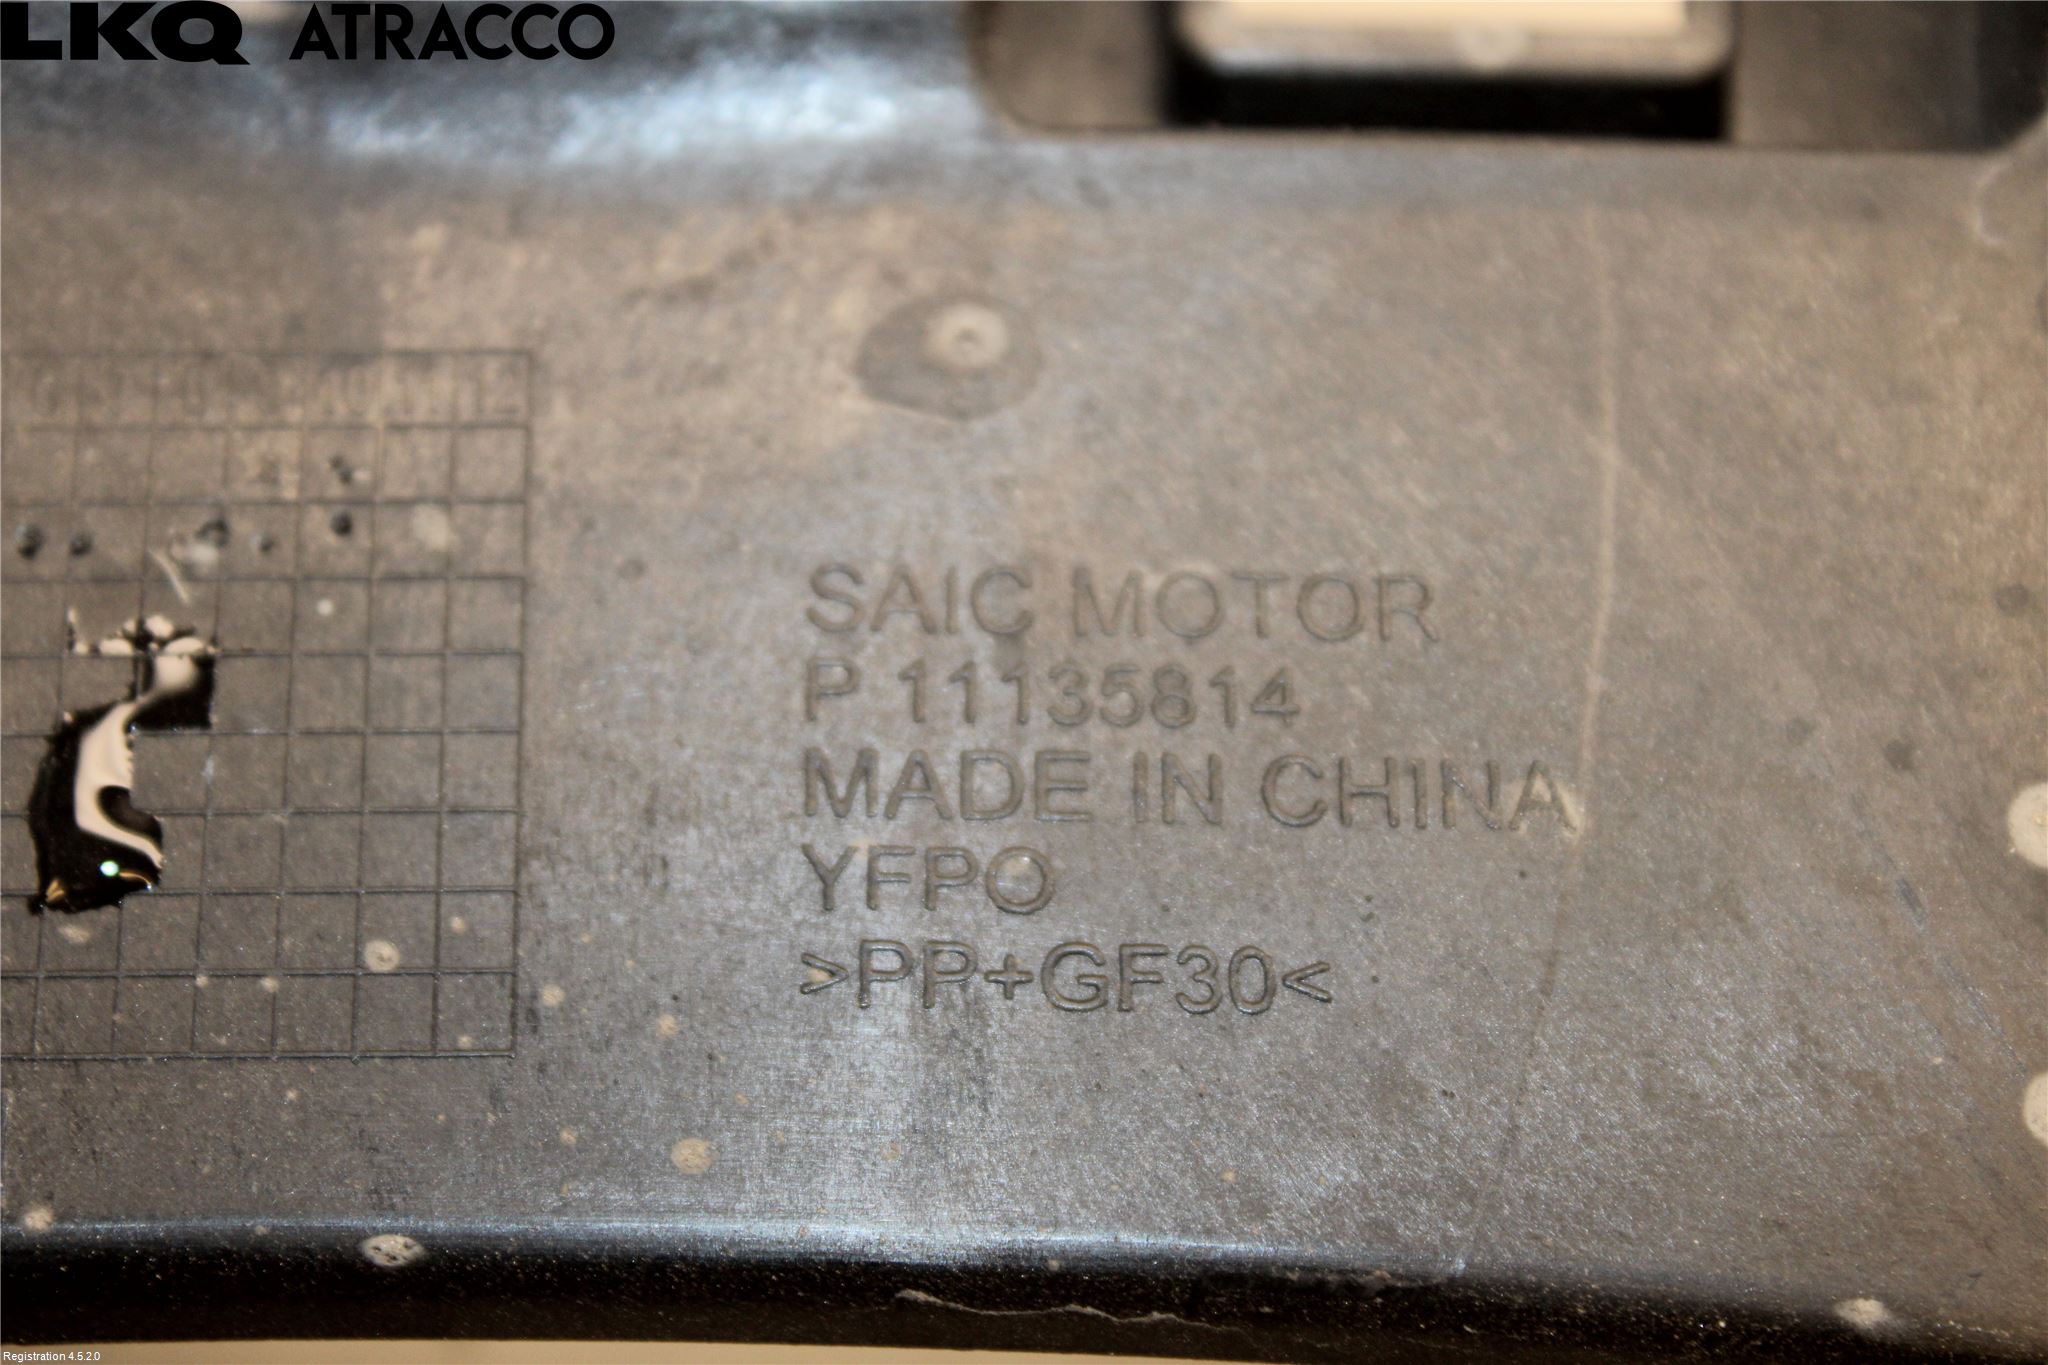 LKQ ATRACCO
SAIC MOTOR
P 11135814
MADE IN CHINA
YFPO
>PP+GF30<
Registration 4.5.2.0